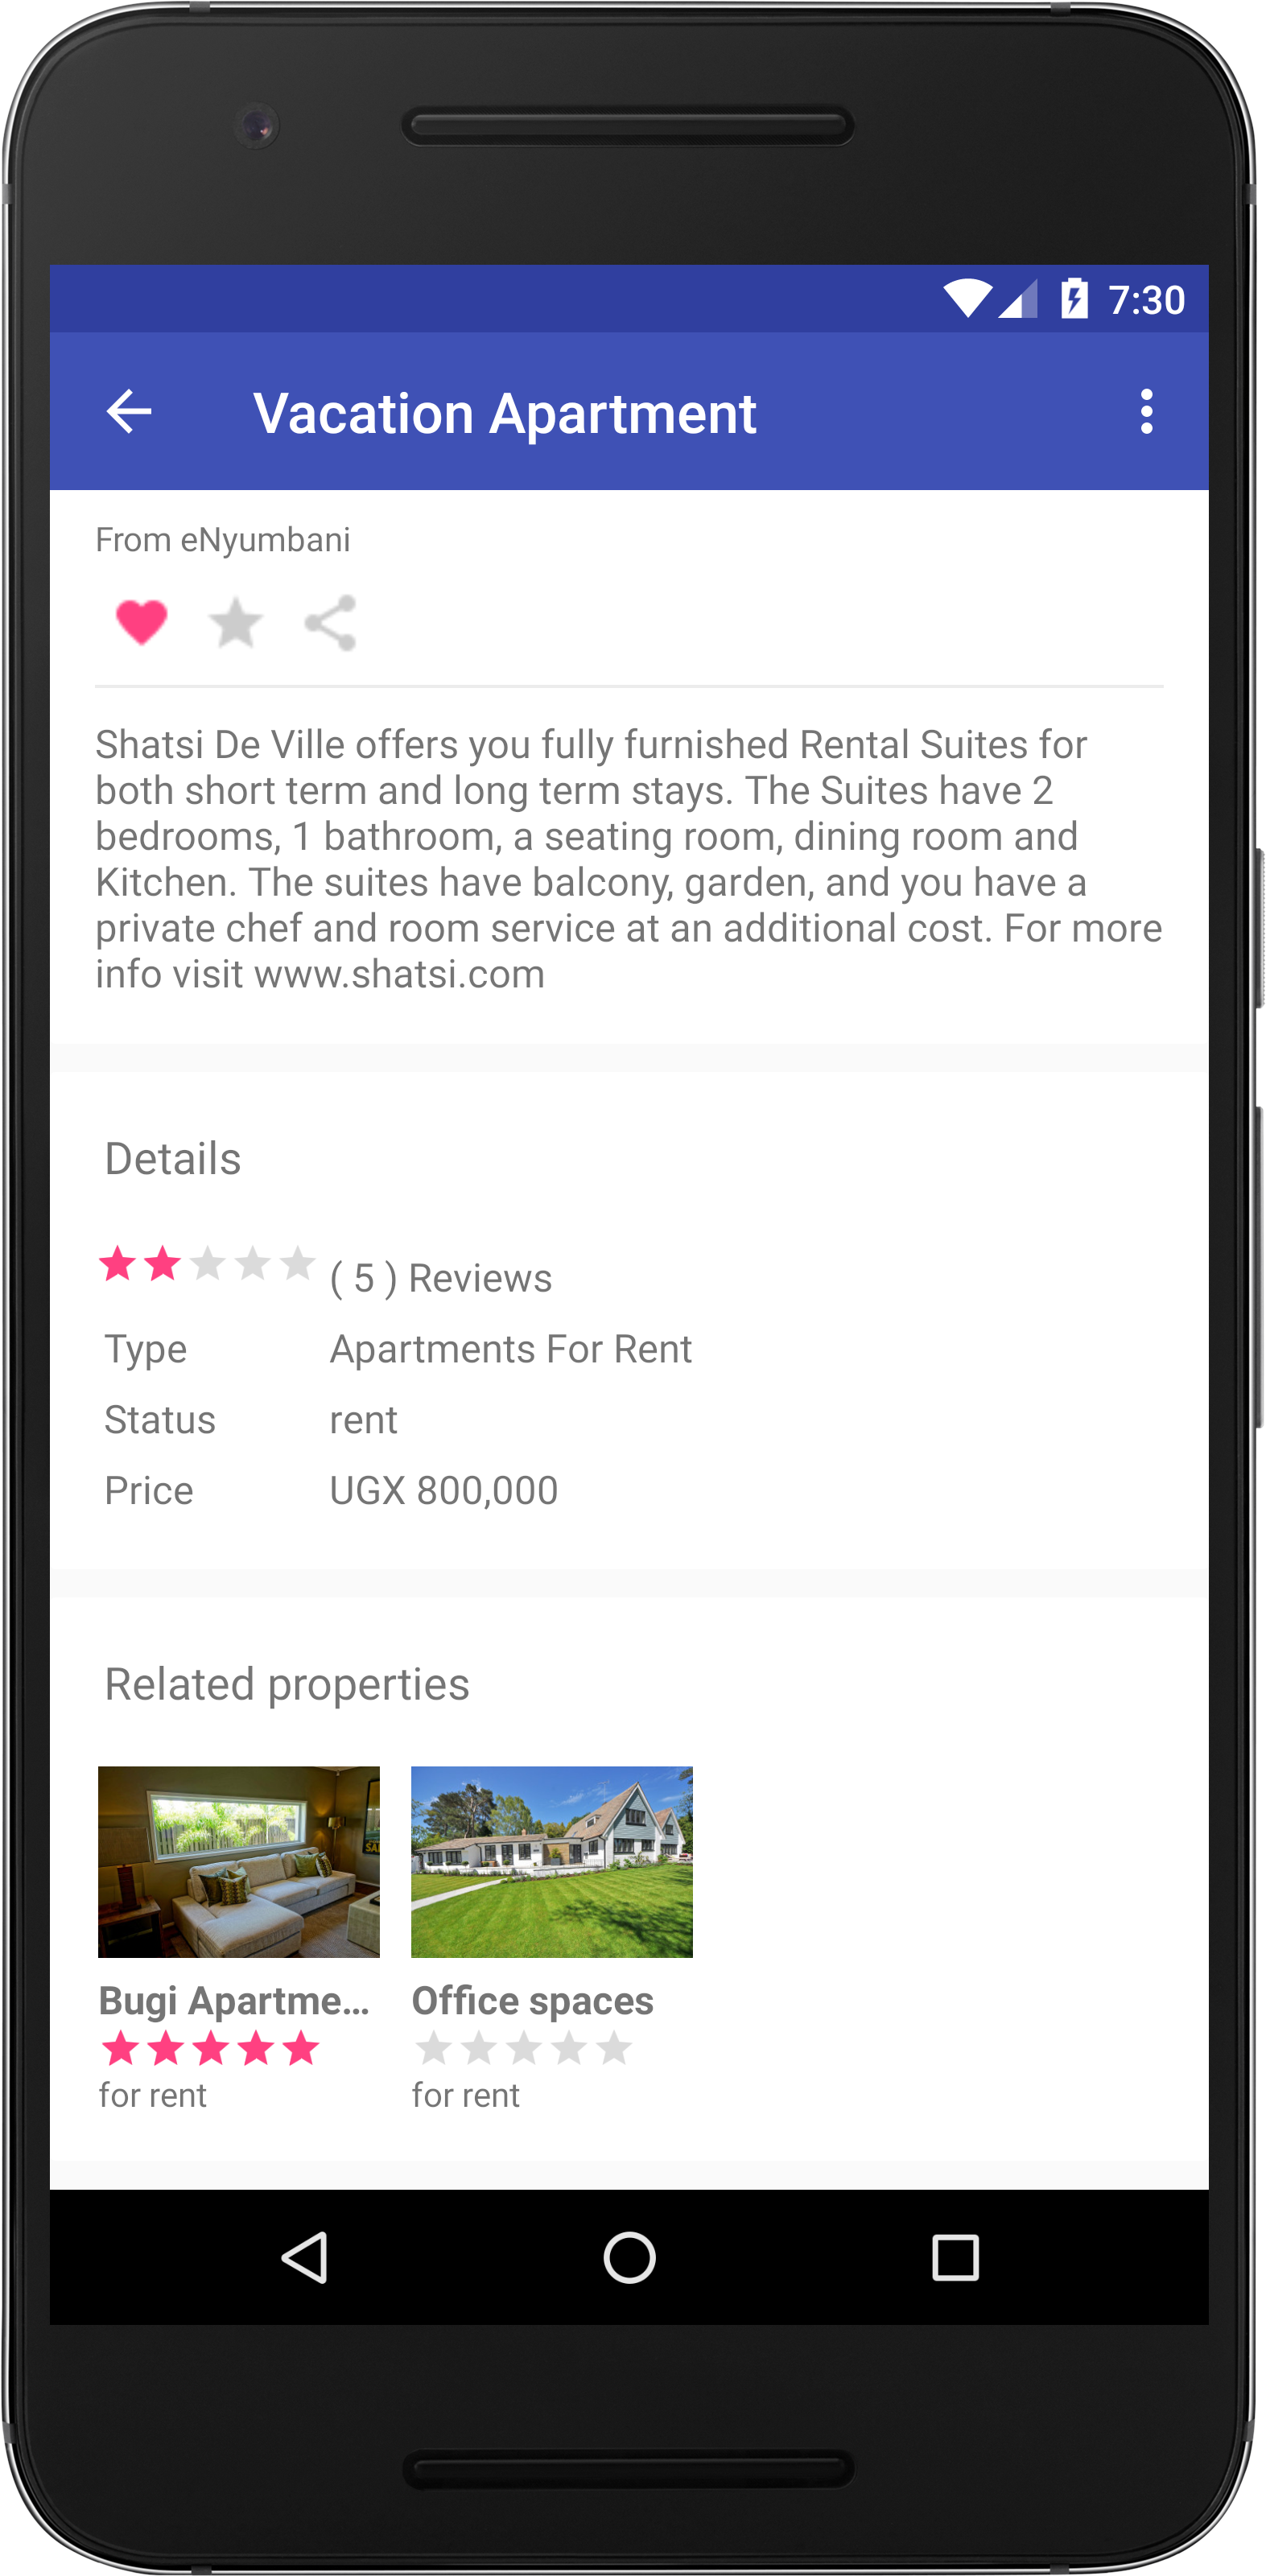 7:30
Vacation Apartment
From eNyumbani
Shatsi De Ville offers you fully furnished Rental Suites for
both short term and long term stays. The Suites have 2
bedrooms, 1 bathroom, a seating room, dining room and
Kitchen. The suites have balcony, garden, and you have a
private chef and room service at an additional cost. For more
info visit www.shatsi.com
Details
( 5 ) Reviews
Type Apartments For Rent
Status rent
Price UGX 800,000
Related properties
Bugi Apartme... Office spaces
for rent for rent